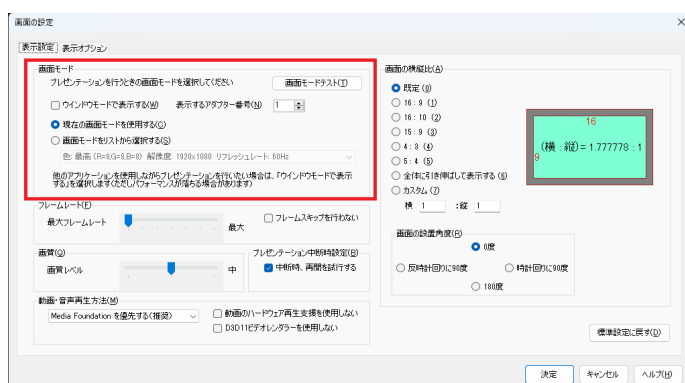 画面の設定
×
表示設定 表示オプション
画面モード
プレゼンテーションを行うときの画面モードを選択してください
画面モードテスト(T)
ウインドウモードで表示する(W) 表示するアダプター番号(N) 1
現在の画面モードを使用する(C)
画面モードをリストから選択する(S)
色: 最高 (R=8,G=8,B=8) 解像度: 1920x1080 リフレッシュレート: 60Hz
他のアプリケーションを使用しながらプレゼンテーションを行いたい場合は、「ウインドウモードで表示
する」を選択します(ただしパフォーマンスが落ちる場合があります)
フレームレート(F)
最大フレームレート
最大
フレームスキップを行わない
画質(Q)
画質レベル
中
プレゼンテーション中断時設定(B)
中断時、再開を試行する
動画・音声再生方法(M)
Media Foundation を優先する(推奨)
動画のハードウェア再生支援を使用しない
D3D11ビデオレンダラーを使用しない
画面の横縦比(A)
既定 (0)
16 : 9 (1)
16 : 10 (2)
15 : 9 (3)
4 : 3 (4)
5 : 4 (5)
全体に引き伸ばして表示する (6)
カスタム (7)
横 1 :縦 1
16
(横 : 縦) = 1.777778 : 1
9
画面の設置角度(R)
0度
反時計回りに90度
時計回りに90度
180度
標準設定に戻す(D)
決定
キャンセル
ヘルプ(H)